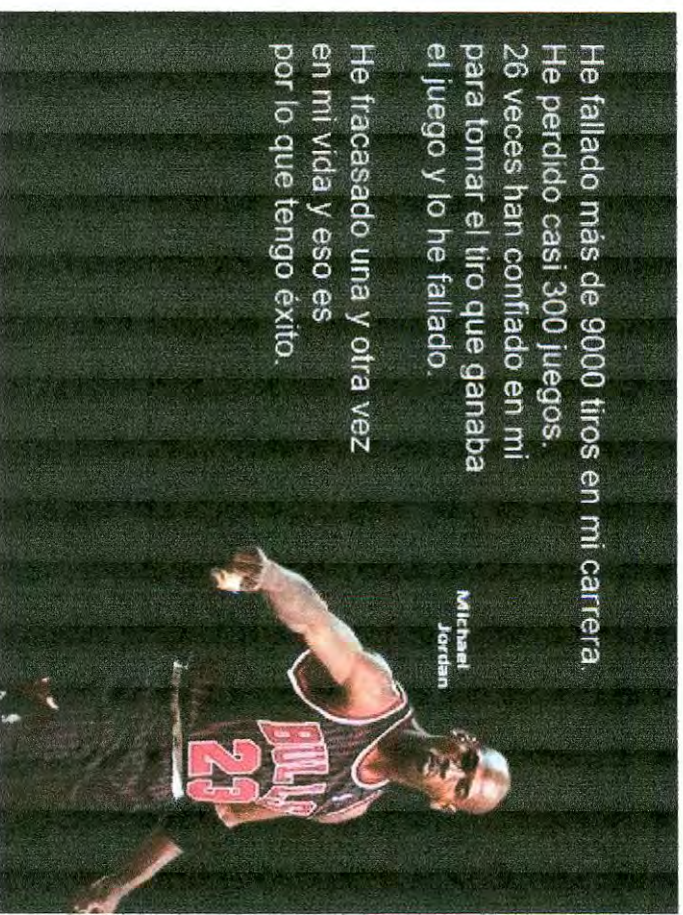 He fallado más de 9000 tiros en mi carrera.
He perdido casi 300 juegos.
26 veces han confiado en mi
para tomar el tiro que ganaba
el juego y lo he fallado.
He fracasado una y otra vez
en mi vida y eso es
por lo que tengo éxito.
Michael
Jordan
BULLS
23